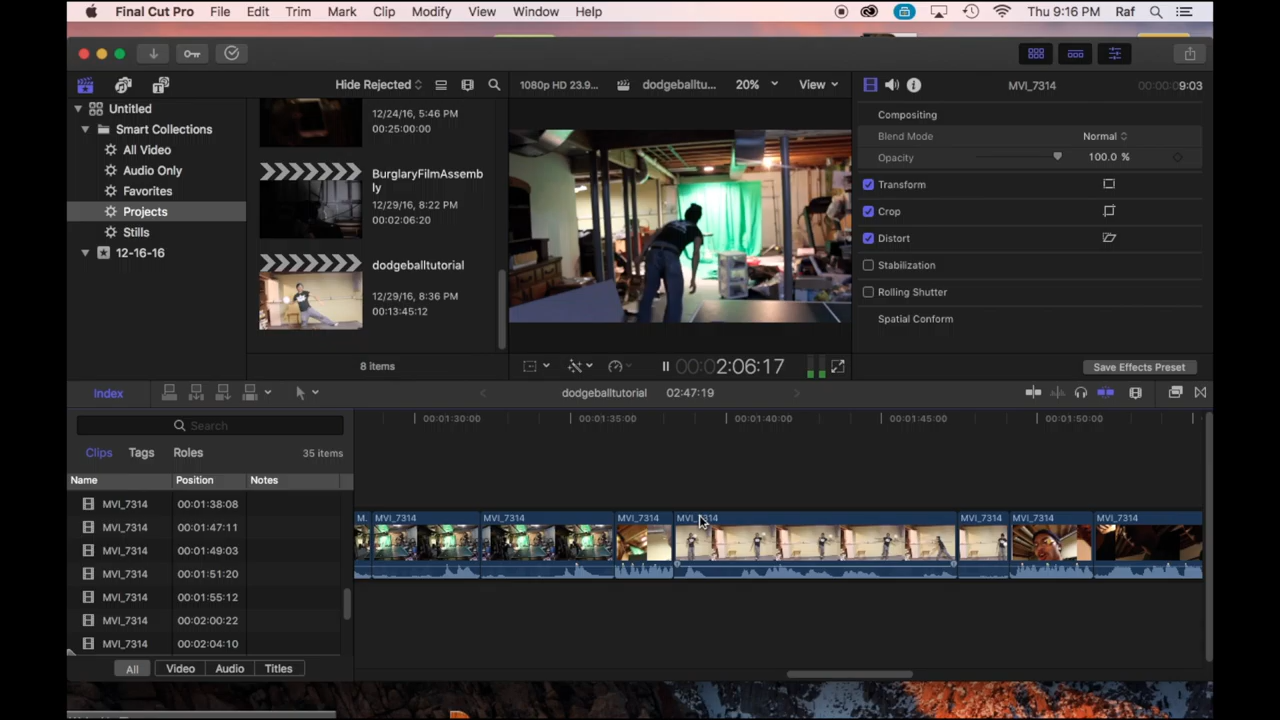 Final Cut Pro File Edit Trim Mark Clip Modify View Window Help Thu 9:16 PM Raf
Hide Rejected 1080p HD 23.9... dodgeballtu... 20% View MVI_7314 00:00:0 9:03
Untitled
Smart Collections
All Video
Audio Only
Favorites
Projects
Stills
12-16-16
12/24/16, 5:46 PM
00:25:00:00
BurglaryFilmAssemb
ly
12/29/16, 8:22 PM
00:02:06:20
dodgeballtutorial
12/29/16, 8:36 PM
00:13:45:12
8 items
00:0 2:06:17
Compositing
Blend Mode Normal
Opacity 100.0 %
Transform
Crop
Distort
Stabilization
Rolling Shutter
Spatial Conform
Save Effects Preset
Index dodgeballtutorial 02:47:19
Search
Clips Tags Roles 35 items
Name Position Notes
MVI_7314 00:01:38:08
MVI_7314 00:01:47:11
MVI_7314 00:01:49:03
MVI_7314 00:01:51:20
MVI_7314 00:01:55:12
MVI_7314 00:02:00:22
MVI_7314 00:02:04:10
All Video Audio Titles
00:01:30:00 00:01:35:00 00:01:40:00 00:01:45:00 00:01:50:00
M. MVI_7314 MVI_7314 MVI_7314 MVI_7314 MVI_7314 MVI_7314 MVI_7314